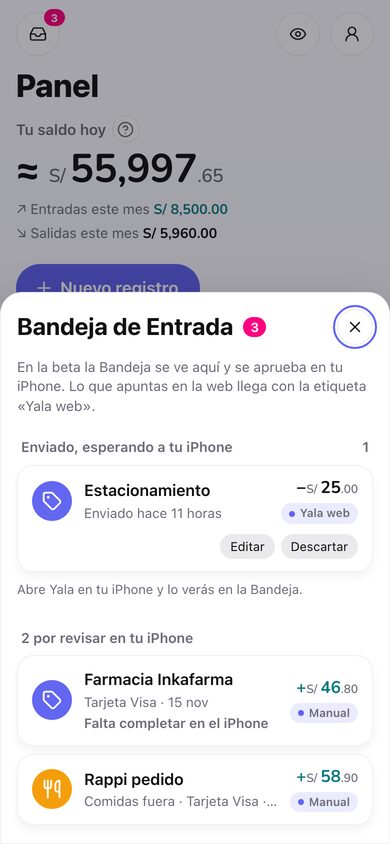 3
Panel
Tu saldo hoy ?
≈ S/ 55,997.65
↗ Entradas este mes S/ 8,500.00
↘ Salidas este mes S/ 5,960.00
+ Nuevo registro
Bandeja de Entrada 3
En la beta la Bandeja se ve aquí y se aprueba en tu
iPhone. Lo que apuntas en la web llega con la etiqueta
«Yala web».
Enviado, esperando a tu iPhone 1
Estacionamiento −S/ 25.00
Enviado hace 11 horas Yala web
Editar Descartar
Abre Yala en tu iPhone y lo verás en la Bandeja.
2 por revisar en tu iPhone
Farmacia Inkafarma +S/ 46.80
Tarjeta Visa · 15 nov Manual
Falta completar en el iPhone
Rappi pedido +S/ 58.90
Comidas fuera · Tarjeta Visa ·... Manual